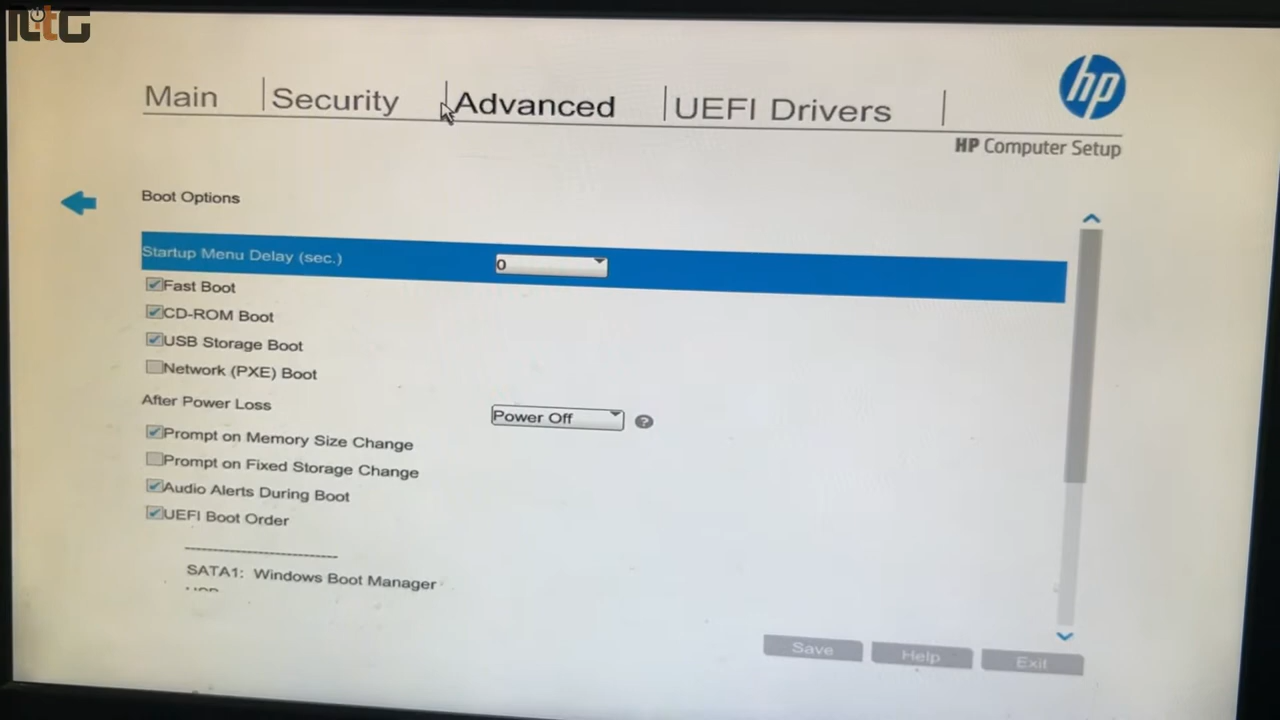 NtG
hp
Main Security Advanced UEFI Drivers
HP Computer Setup
Boot Options
Startup Menu Delay (sec.) 0
Fast Boot
CD-ROM Boot
USB Storage Boot
Network (PXE) Boot
After Power Loss Power Off ?
Prompt on Memory Size Change
Prompt on Fixed Storage Change
Audio Alerts During Boot
UEFI Boot Order
SATA1: Windows Boot Manager
Save Help Exit